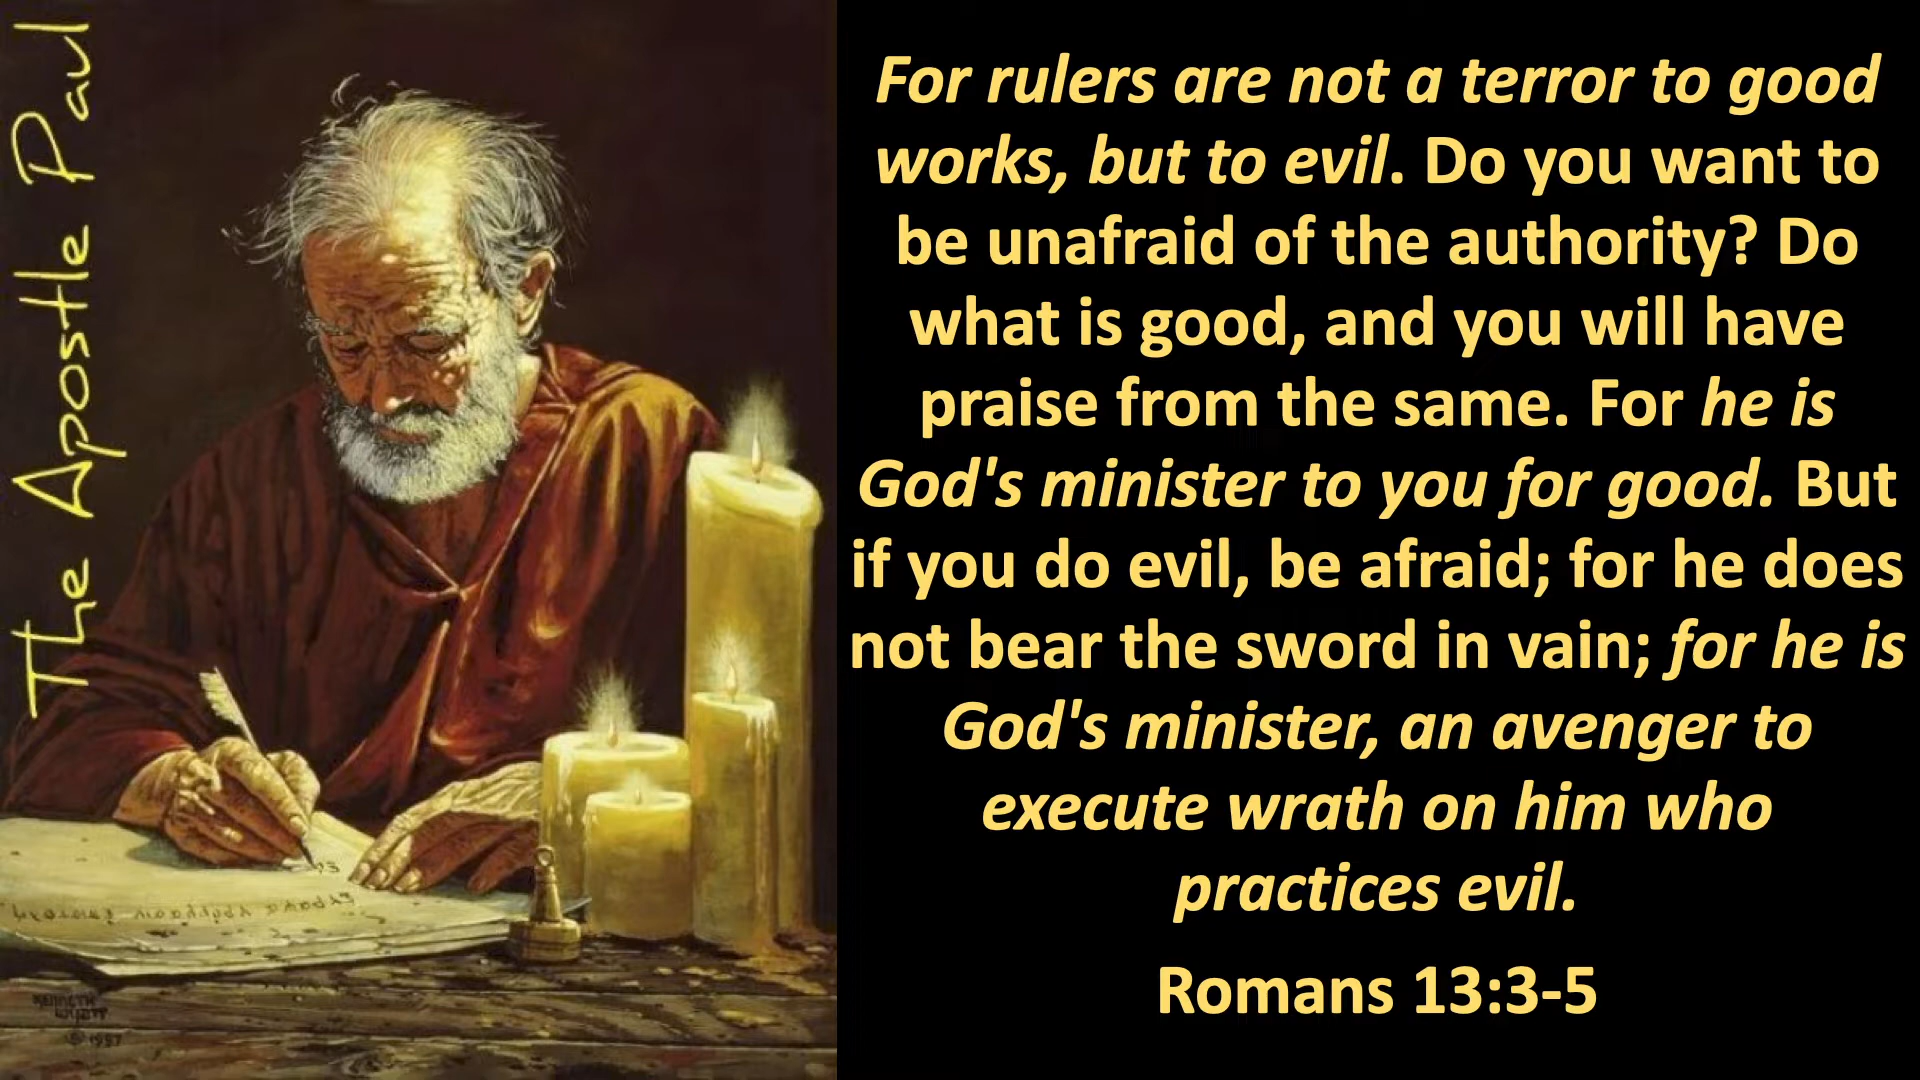 The Apostle Paul
For rulers are not a terror to good
works, but to evil. Do you want to
be unafraid of the authority? Do
what is good, and you will have
praise from the same. For he is
God's minister to you for good. But
if you do evil, be afraid; for he does
not bear the sword in vain; for he is
God's minister, an avenger to
execute wrath on him who
practices evil.
Romans 13:3-5
KENNETH
WYATT
© 1987